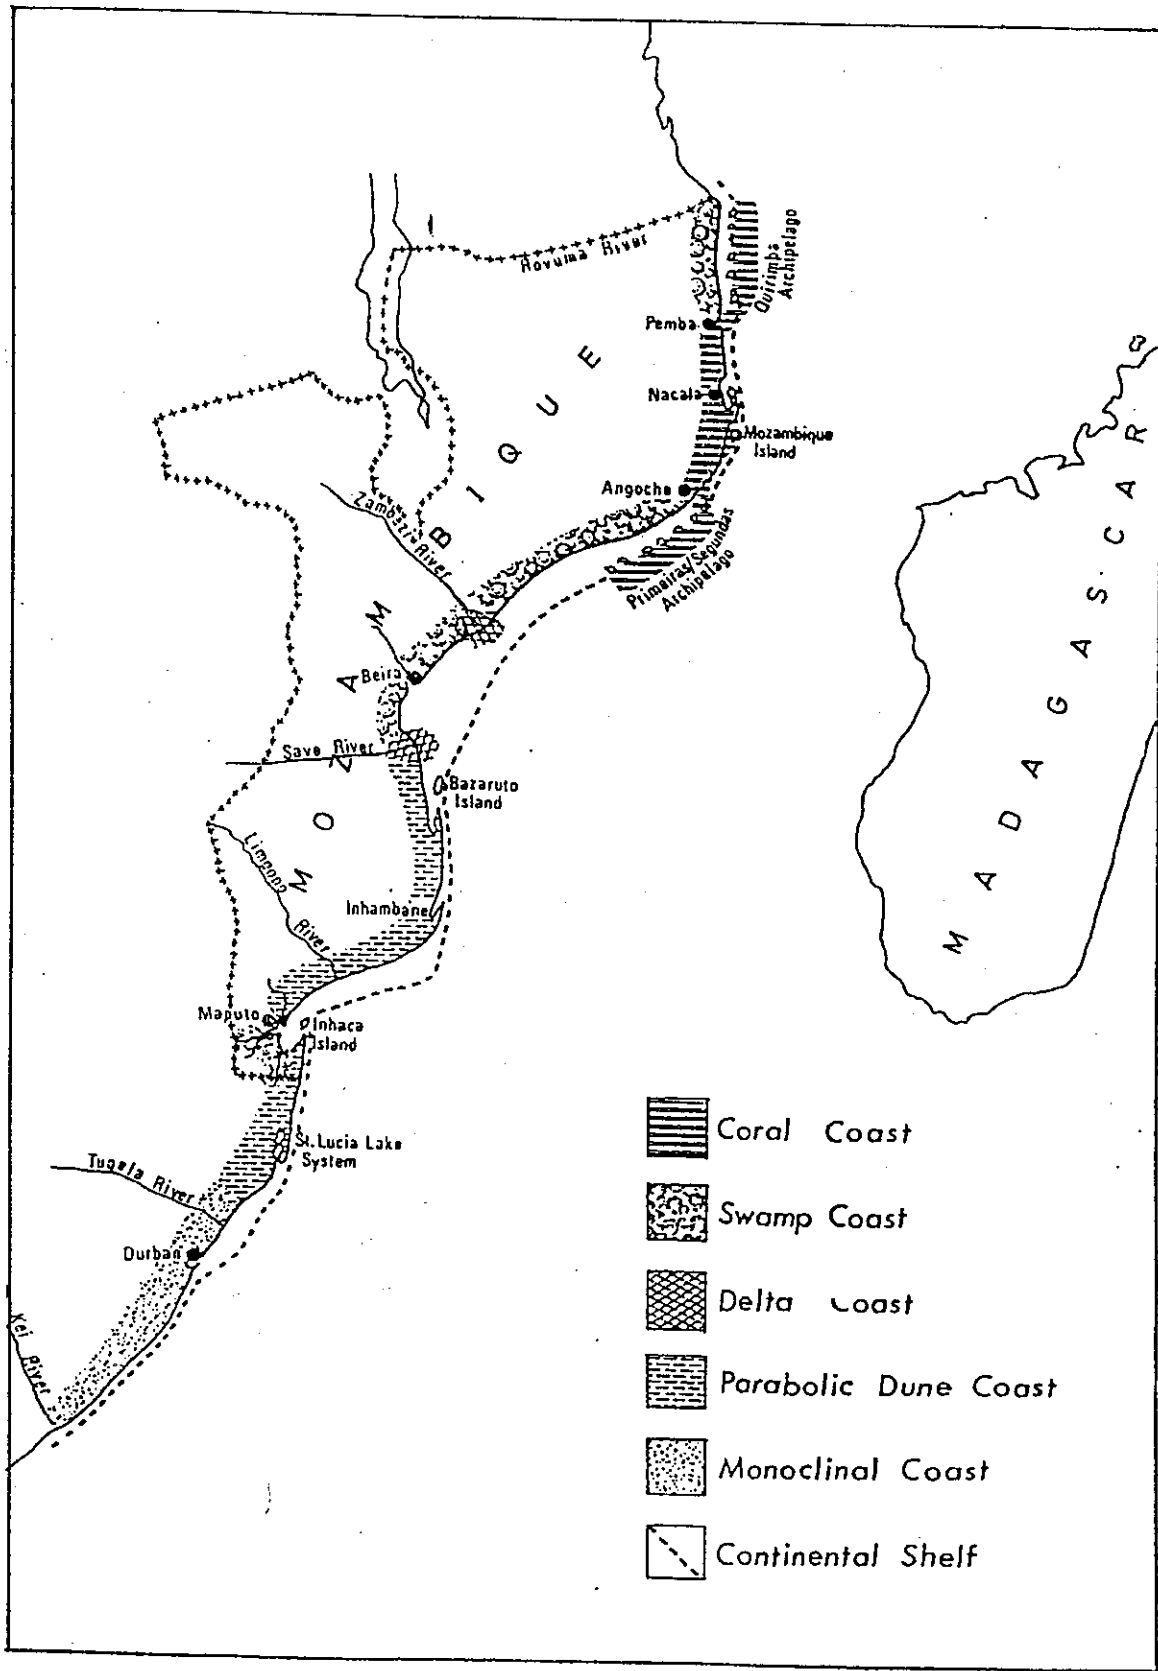 Rovuma River
Quirimba
Archipelago
Pemba
Nacala
Mozambique
Island
Angoche
Primeiras/Segundas
Archipelago
Zambezi River
MOZAMBIQUE
Beira
Save River
Bazaruto
Island
Limpopo
River
Inhambane
Maputo
Inhaca
Island
MADAGASCAR
St. Lucia Lake
System
Tugela River
Durban
Kei River
Coral Coast
Swamp Coast
Delta Coast
Parabolic Dune Coast
Monoclinal Coast
Continental Shelf